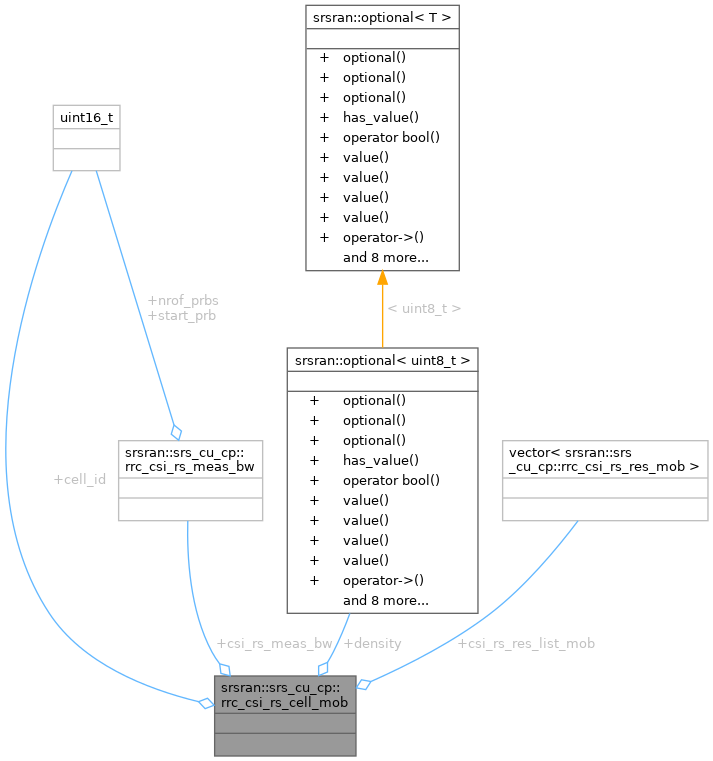 srsran::optional< T >
+ optional()
+ optional()
+ optional()
+ has_value()
+ operator bool()
+ value()
+ value()
+ value()
+ value()
+ operator->()
and 8 more...
uint16_t
< uint8_t >
+nrof_prbs
+start_prb
srsran::optional< uint8_t >
+ optional()
+ optional()
+ optional()
+ has_value()
+ operator bool()
+ value()
+ value()
+ value()
+ value()
+ operator->()
and 8 more...
srsran::srs_cu_cp::
rrc_csi_rs_meas_bw
vector< srsran::srs
_cu_cp::rrc_csi_rs_res_mob >
+cell_id
+csi_rs_meas_bw
+density
+csi_rs_res_list_mob
srsran::srs_cu_cp::
rrc_csi_rs_cell_mob